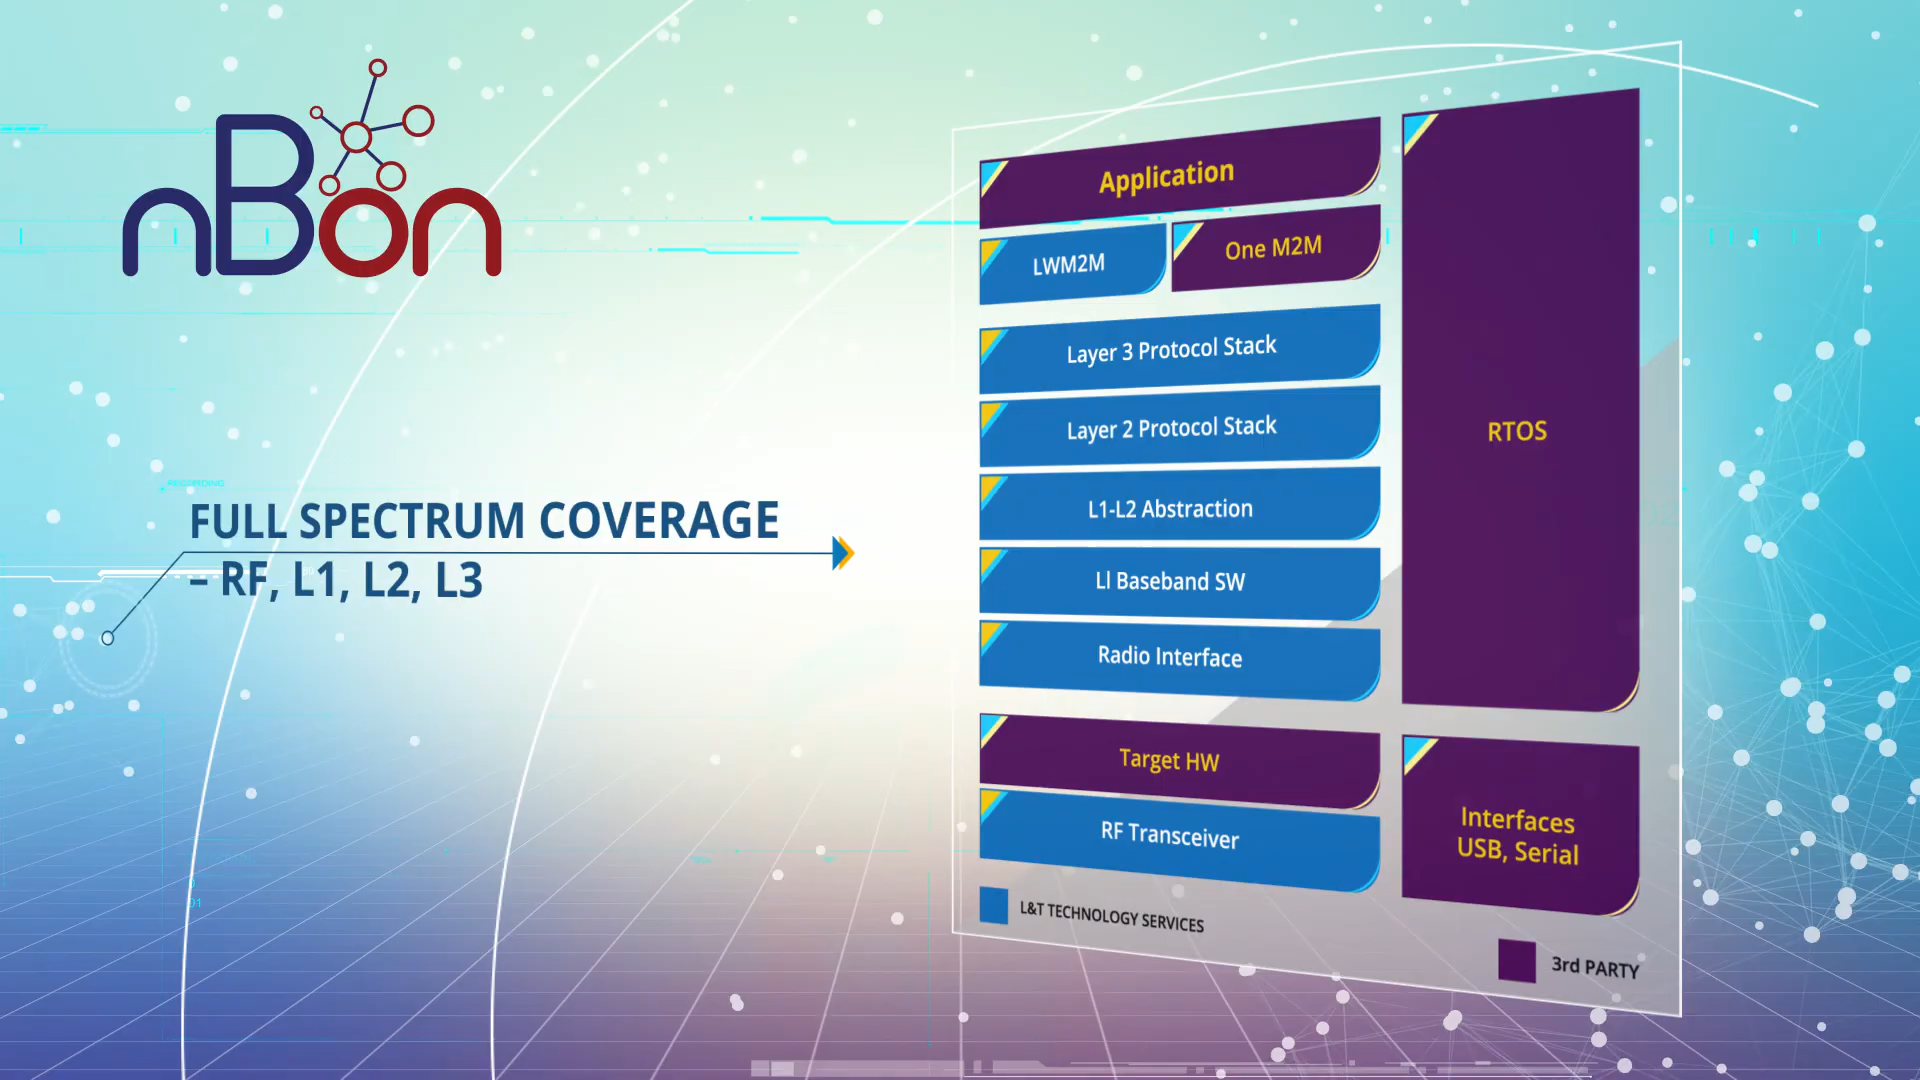 nBon
FULL SPECTRUM COVERAGE
– RF, L1, L2, L3
Application
LWM2M
One M2M
Layer 3 Protocol Stack
Layer 2 Protocol Stack
L1-L2 Abstraction
Ll Baseband SW
Radio Interface
Target HW
RF Transceiver
RTOS
Interfaces
USB, Serial
L&T TECHNOLOGY SERVICES
3rd PARTY
01